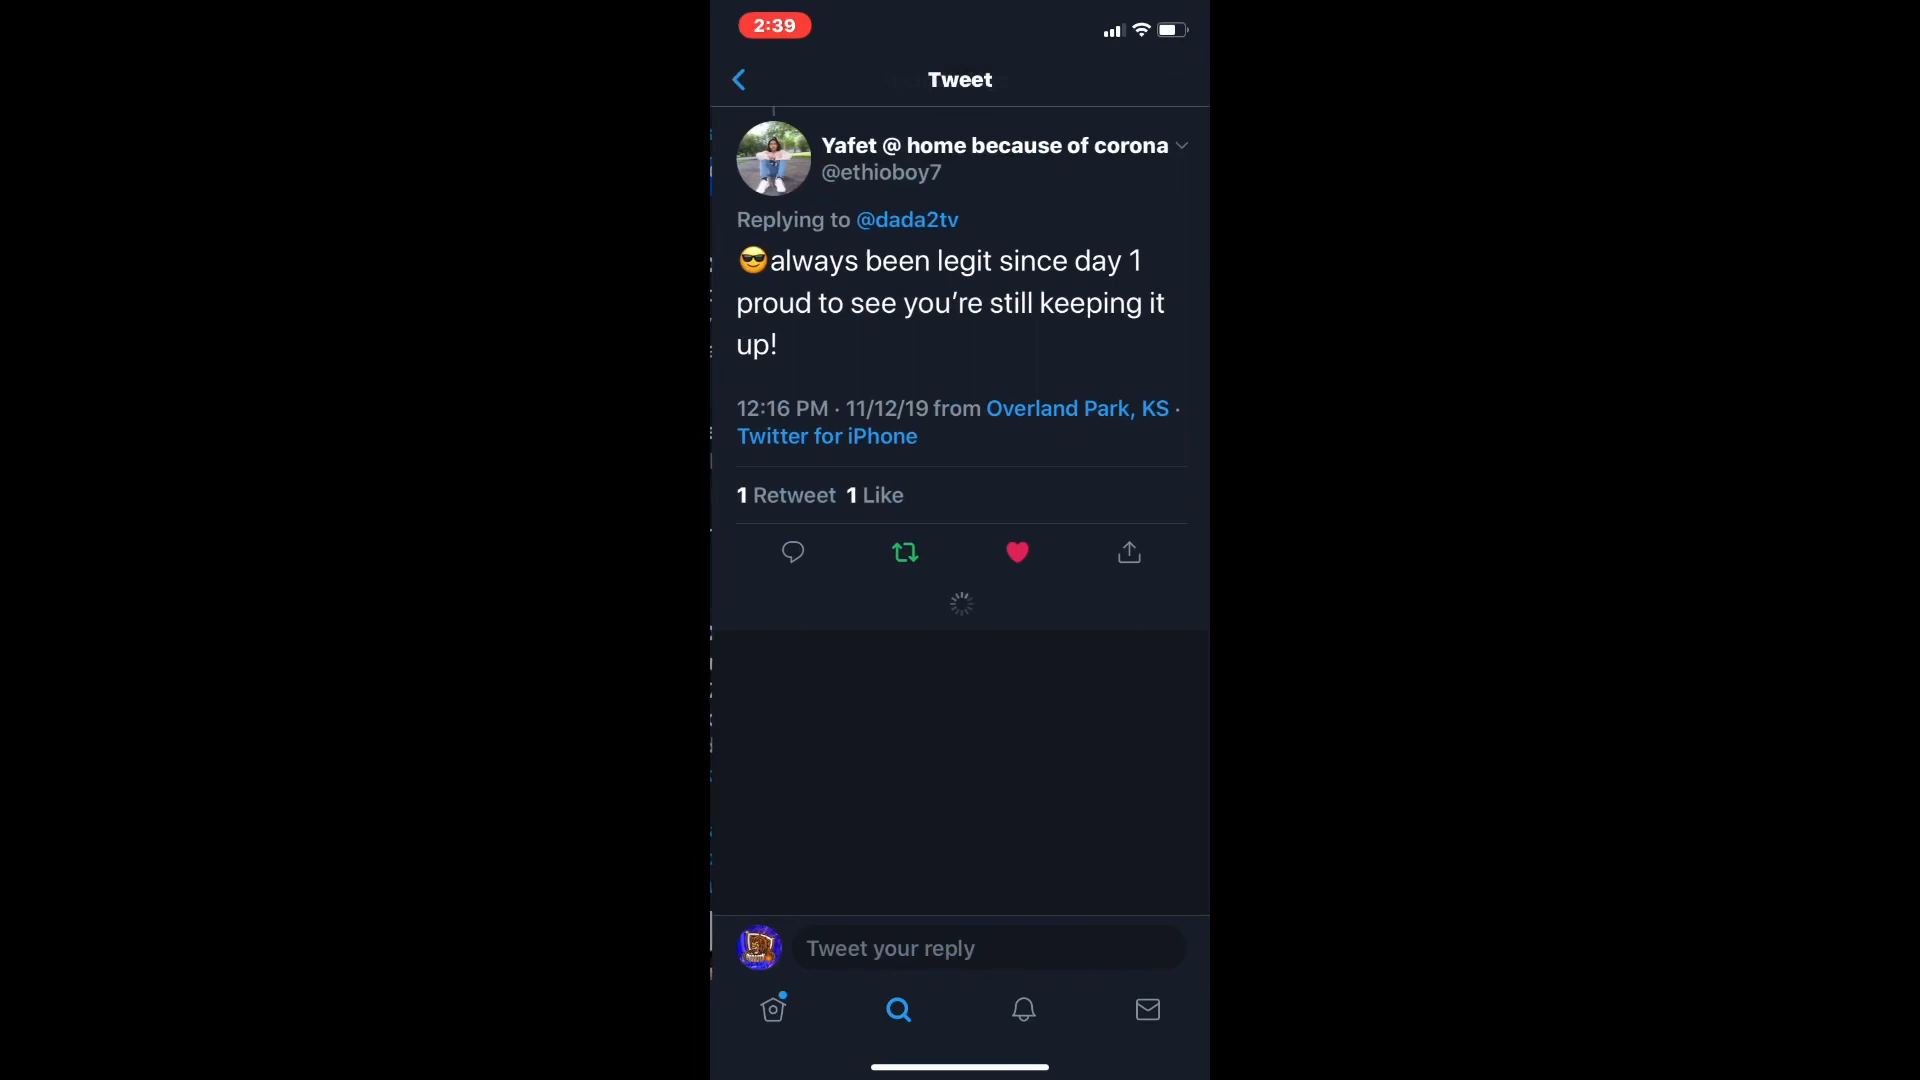 2:39
Tweet
Yafet @ home because of corona
@ethioboy7
Replying to @dada2tv
😎always been legit since day 1
proud to see you’re still keeping it
up!
12:16 PM · 11/12/19 from Overland Park, KS ·
Twitter for iPhone
1 Retweet 1 Like
Tweet your reply